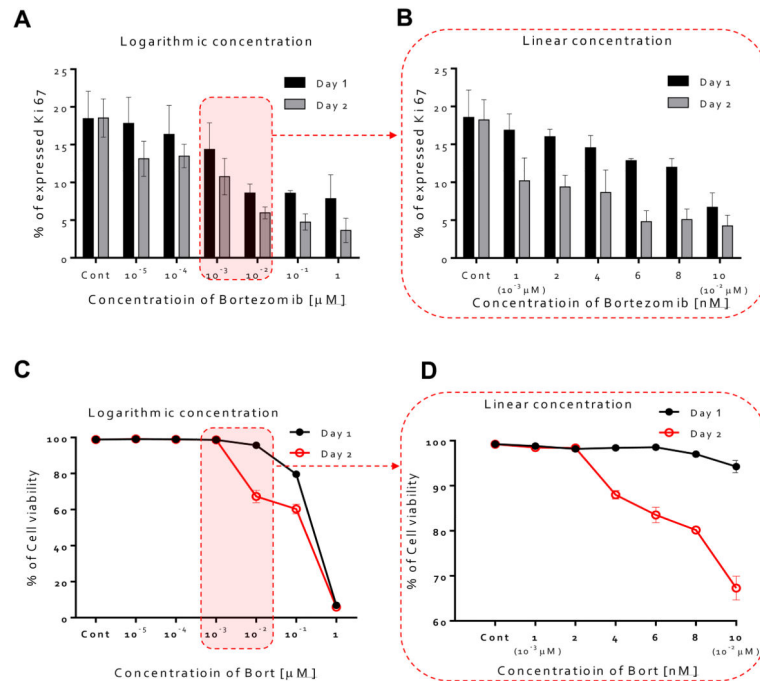 A
Logarithmic concentration
% of expressed Ki67
25
20
15
10
5
0
Day 1
Day 2
Cont 10⁻⁵ 10⁻⁴ 10⁻³ 10⁻² 10⁻¹ 1
Concentratioin of Bortezomib [µM]
B
Linear concentration
% of expressed Ki67
25
20
15
10
5
0
Day 1
Day 2
Cont 1 2 4 6 8 10
(10⁻³ µM) (10⁻² µM)
Concentratioin of Bortezomib [nM]
C
Logarithmic concentration
% of Cell viability
100
80
60
40
20
0
Day 1
Day 2
Cont 10⁻⁵ 10⁻⁴ 10⁻³ 10⁻² 10⁻¹ 1
Concentratioin of Bort [µM]
D
Linear concentration
% of Cell viability
100
90
80
70
60
Day 1
Day 2
Cont 1 2 4 6 8 10
(10⁻³ µM) (10⁻² µM)
Concentratioin of Bort [nM]